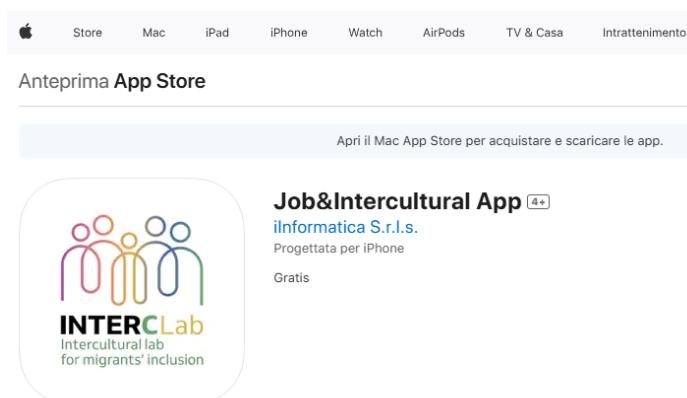 Store Mac iPad iPhone Watch AirPods TV & Casa Intrattenimento
Anteprima App Store
Apri il Mac App Store per acquistare e scaricare le app.
Job&Intercultural App 4+
iInformatica S.r.l.s.
Progettata per iPhone
Gratis
INTERCLab
Intercultural lab
for migrants' inclusion